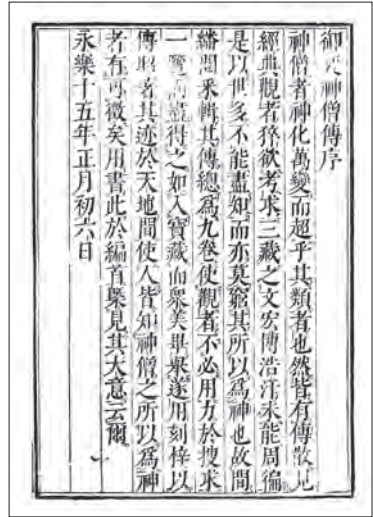 御製神僧傳序
神僧者神化萬變而超乎其類者也然皆有傳散見
經典觀者猝欲考求三藏之文宏博浩汗未能周徧
是以世多不能盡知而亦莫窮其所以爲神也故間
繙閱采輯其傳總爲九卷使觀者不必用力於搜求
一覽而盡得之如入寶藏而衆美畢舉遂用刻梓以
傳昭著其迹於天地間使人皆知神僧之所以爲神
者有可徵矣用書此於編首槩見其大意云爾
永樂十五年正月初六日